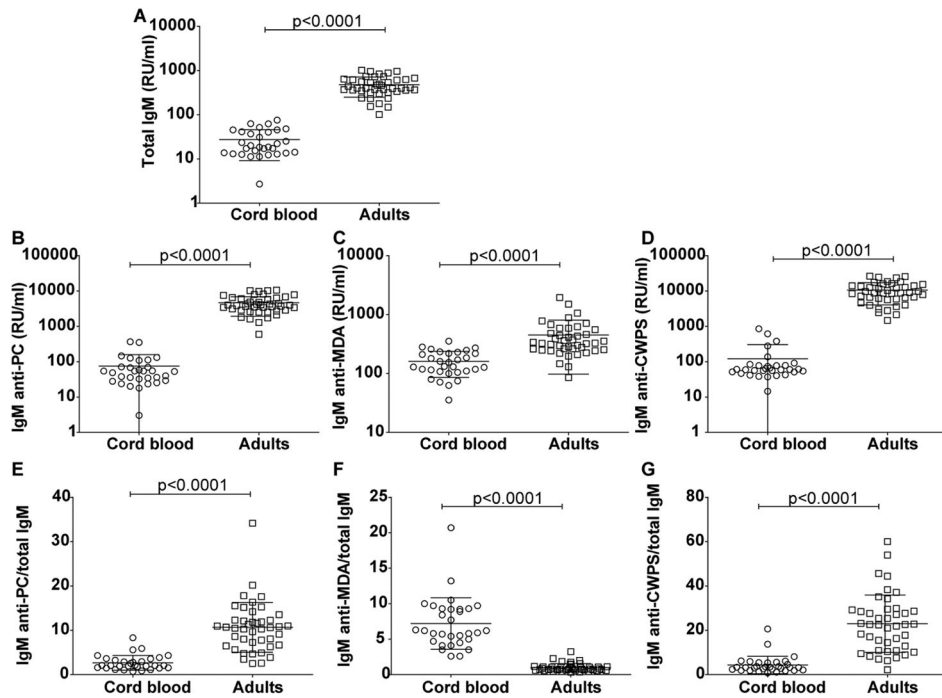 A
p<0.0001
Total IgM (RU/ml)
10000
1000
100
10
1
Cord blood Adults
B
p<0.0001
IgM anti-PC (RU/ml)
100000
10000
1000
100
10
1
Cord blood Adults
C
p<0.0001
IgM anti-MDA (RU/ml)
10000
1000
100
10
Cord blood Adults
D
p<0.0001
IgM anti-CWPS (RU/ml)
100000
10000
1000
100
10
1
Cord blood Adults
E
p<0.0001
IgM anti-PC/total IgM
40
30
20
10
0
Cord blood Adults
F
p<0.0001
IgM anti-MDA/total IgM
25
20
15
10
5
0
Cord blood Adults
G
p<0.0001
IgM anti-CWPS/total IgM
80
60
40
20
0
Cord blood Adults